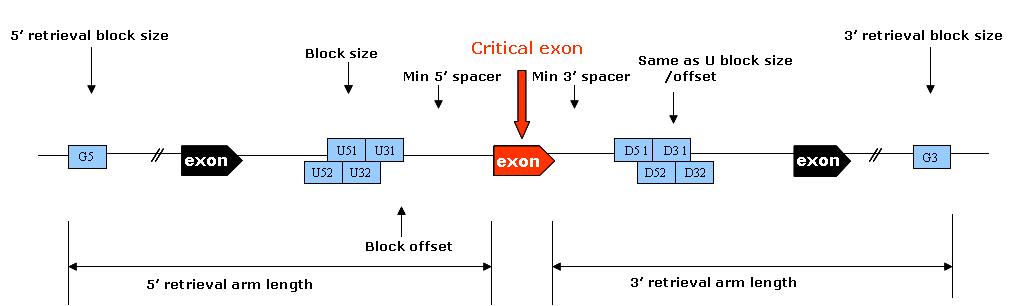 5’ retrieval block size
Block size
Critical exon
3’ retrieval block size
Min 5’ spacer
Min 3’ spacer
Same as U block size
/offset
G5
exon
U51
U31
U52
U32
exon
D5 1
D3 1
D52
D32
exon
G3
Block offset
5’ retrieval arm length
3’ retrieval arm length